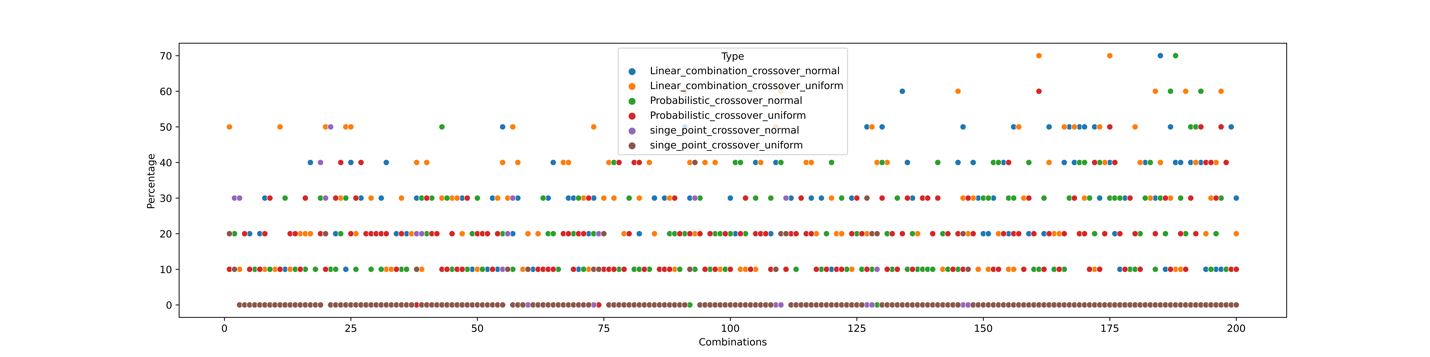 70
60
50
40
30
20
10
0
Percentage
Type
Linear_combination_crossover_normal
Linear_combination_crossover_uniform
Probabilistic_crossover_normal
Probabilistic_crossover_uniform
singe_point_crossover_normal
singe_point_crossover_uniform
0 25 50 75 100 125 150 175 200
Combinations